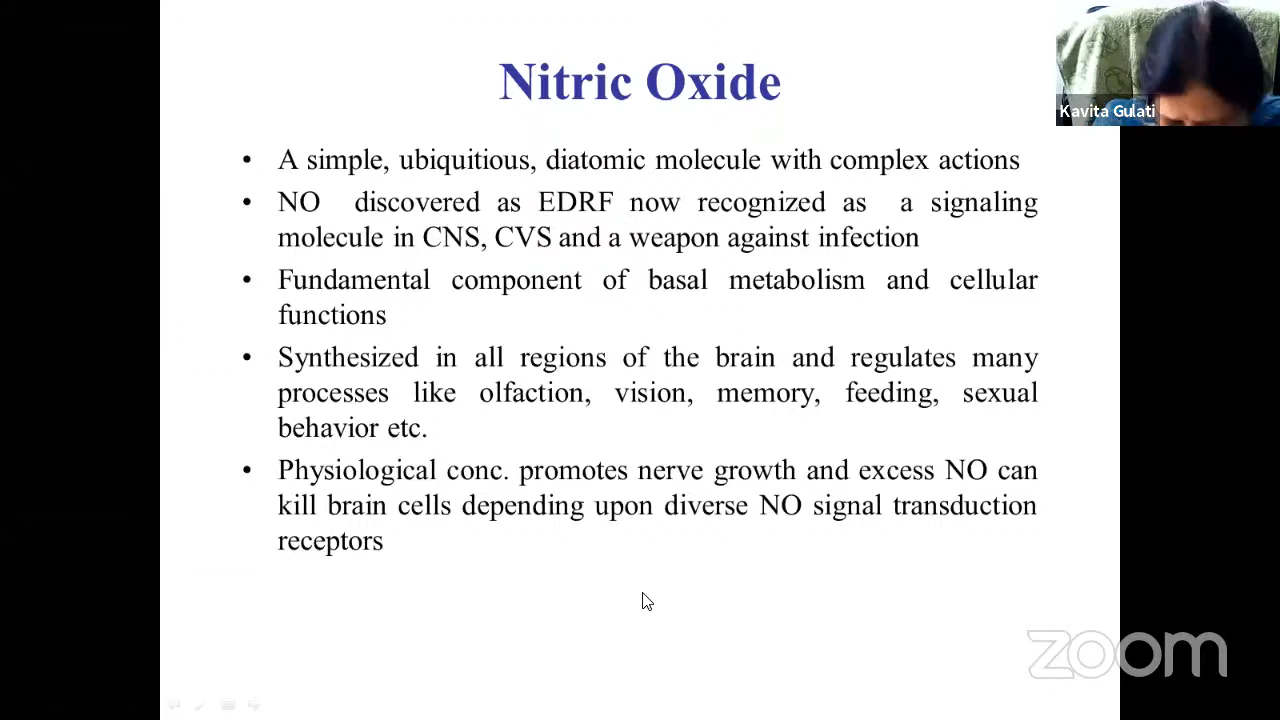 Nitric Oxide
Kavita Gulati
• A simple, ubiquitious, diatomic molecule with complex actions
• NO discovered as EDRF now recognized as a signaling
molecule in CNS, CVS and a weapon against infection
• Fundamental component of basal metabolism and cellular
functions
• Synthesized in all regions of the brain and regulates many
processes like olfaction, vision, memory, feeding, sexual
behavior etc.
• Physiological conc. promotes nerve growth and excess NO can
kill brain cells depending upon diverse NO signal transduction
receptors
zoom